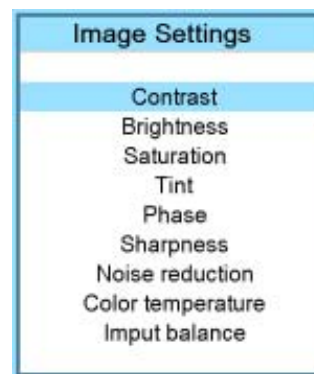 Image Settings
Contrast
Brightness
Saturation
Tint
Phase
Sharpness
Noise reduction
Color temperature
Imput balance